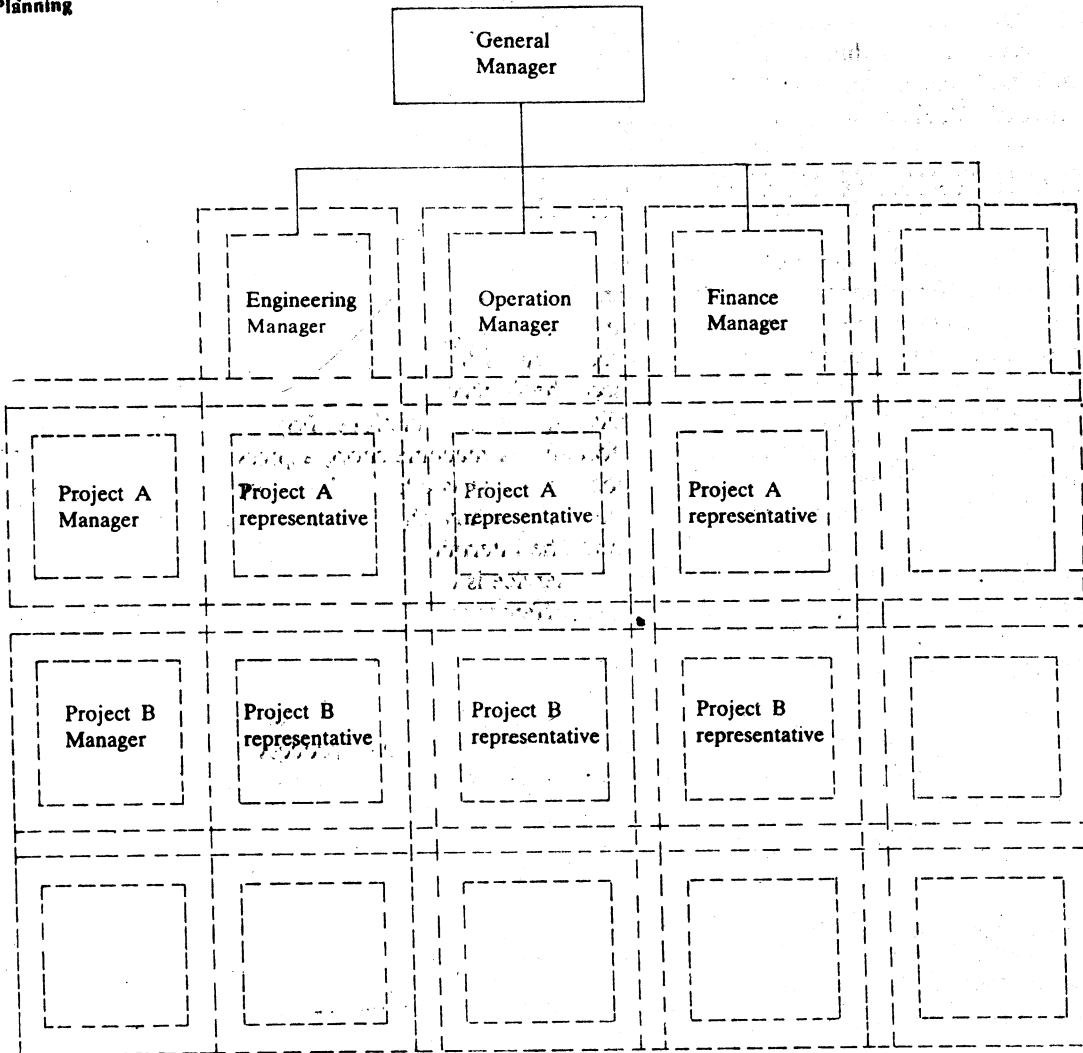 Planning
General
Manager
Engineering
Manager
Operation
Manager
Finance
Manager
Project A
Manager
Project A
representative
Project A
representative
Project A
representative
Project B
Manager
Project B
representative
Project B
representative
Project B
representative